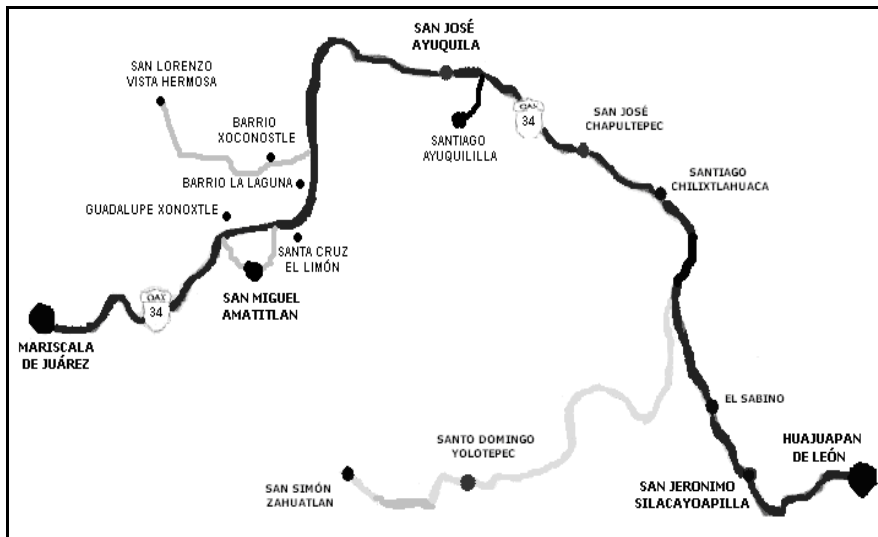 SAN JOSÉ
AYUQUILA
SAN LORENZO
VISTA HERMOSA
BARRIO
XOCONOSTLE
OAX
34
SAN JOSÉ
CHAPULTEPEC
SANTIAGO
AYUQUILILLA
SANTIAGO
CHILIXTLAHUACA
BARRIO LA LAGUNA
GUADALUPE XONOXTLE
SANTA CRUZ
EL LIMÓN
OAX
34
SAN MIGUEL
AMATITLAN
MARISCALA
DE JUÁREZ
EL SABINO
SANTO DOMINGO
YOLOTEPEC
HUAJUAPAN
DE LEÓN
SAN SIMÓN
ZAHUATLAN
SAN JERONIMO
SILACAYOAPILLA